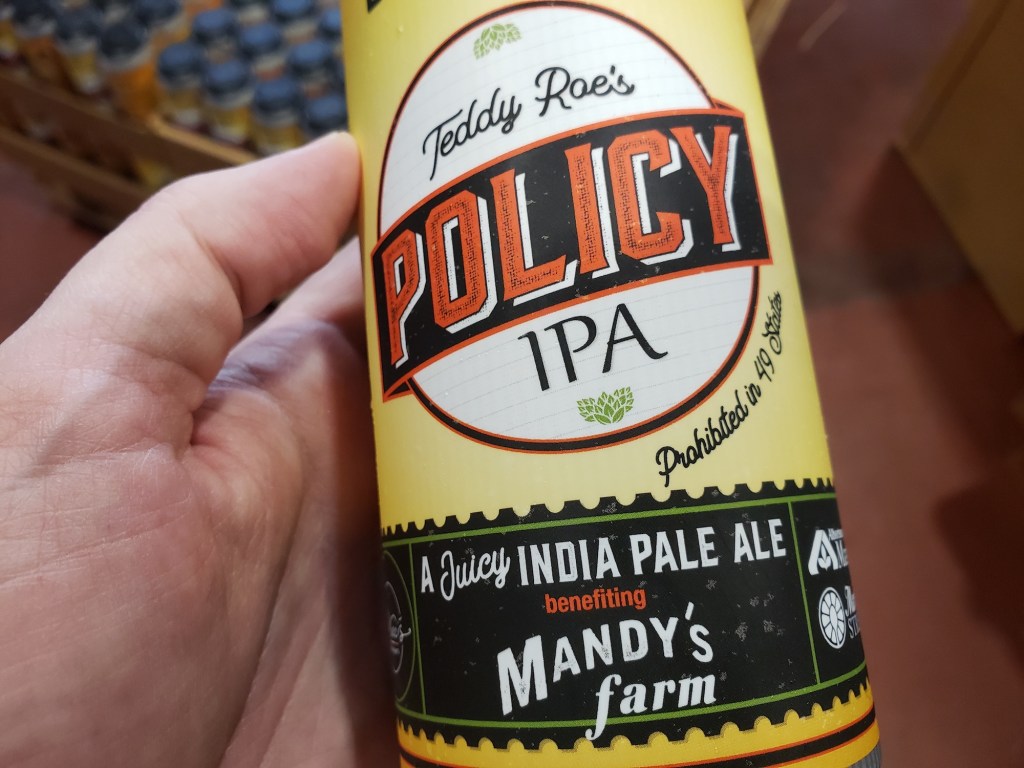 Teddy Roe's
POLICY
IPA
Prohibited in 49 States
A Juicy INDIA PALE ALE
benefiting
MANDY's
farm